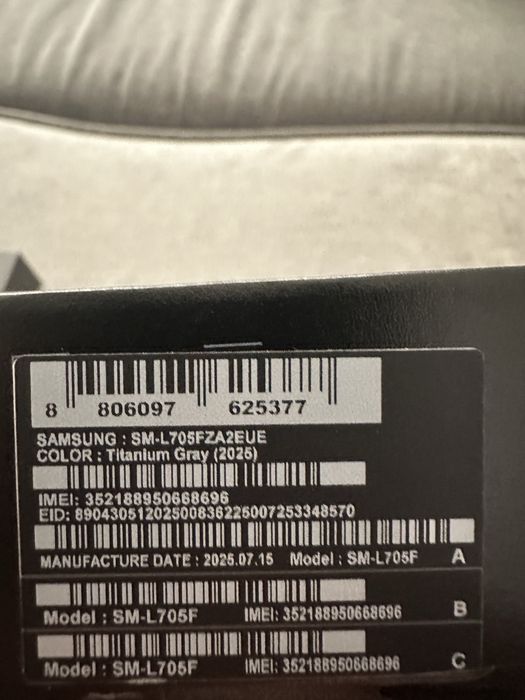 8 806097 625377
SAMSUNG : SM-L705FZA2EUE
COLOR : Titanium Gray (2025)
IMEI: 352188950668696
EID: 89043051202500836225007253348570
MANUFACTURE DATE : 2025.07.15 Model : SM-L705F A
Model : SM-L705F IMEI: 352188950668696 B
Model : SM-L705F IMEI: 352188950668696 C